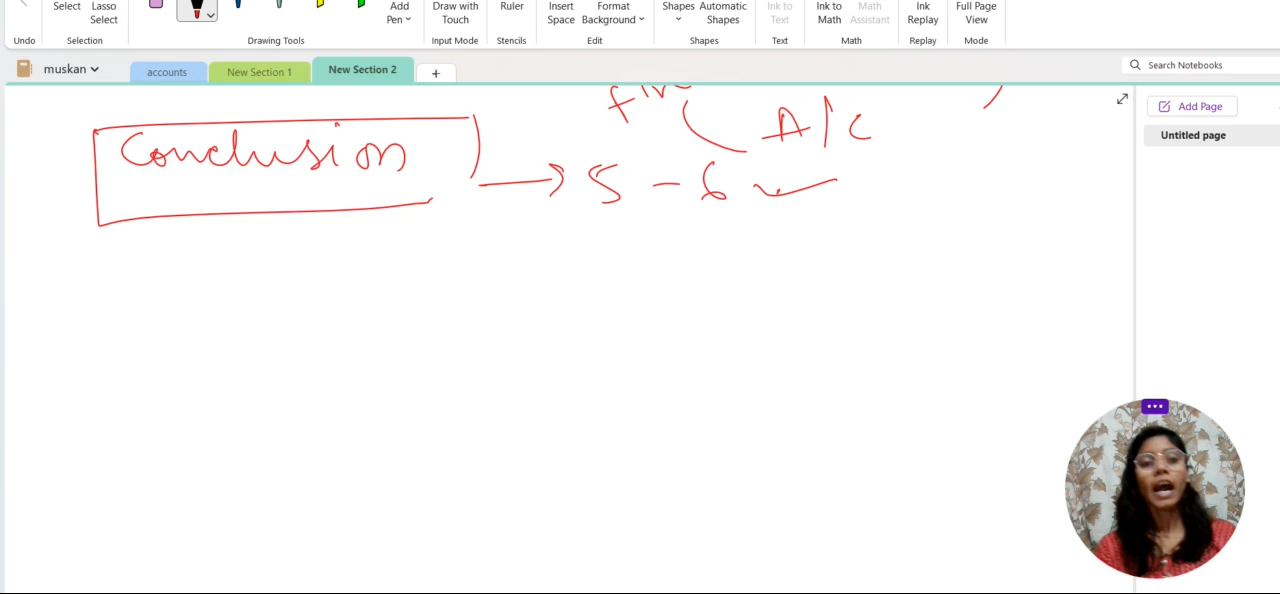 Select Lasso Select Add Pen Draw with Touch Ruler Insert Space Format Background Shapes Automatic Shapes Ink to Text Ink to Math Math Assistant Ink Replay Full Page View
Undo Selection Drawing Tools Input Mode Stencils Edit Shapes Text Math Replay Mode
muskan accounts New Section 1 New Section 2 + Search Notebooks
Add Page
Untitled page
A/c
Conclusion
5 - 6